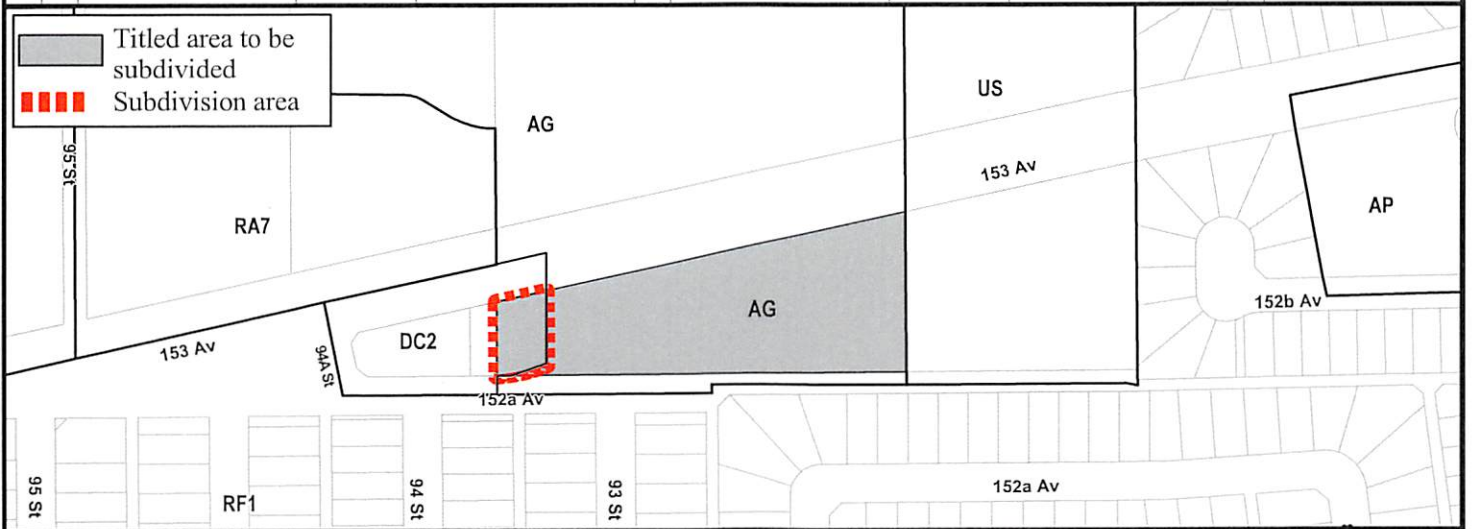 Titled area to be
subdivided
Subdivision area
US
AG
95 St
153 Av
RA7
AP
AG
152b Av
DC2
153 Av
94A St
152a Av
95 St
94 St
93 St
152a Av
RF1